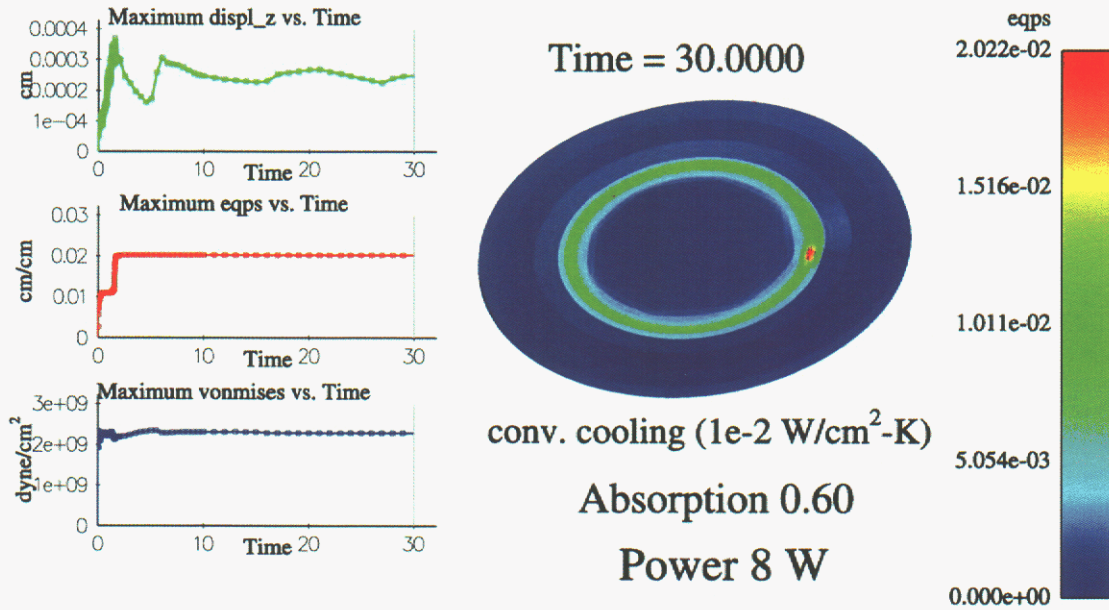 Maximum displ_z vs. Time
0.0004
0.0003
0.0002
1e-04
0
cm
0 10 20 30
Time
Maximum eqps vs. Time
0.03
0.02
0.01
0
cm/cm
0 10 20 30
Time
Maximum vonmises vs. Time
3e+09
2e+09
1e+09
0
dyne/cm²
0 10 20 30
Time
Time = 30.0000
conv. cooling (1e-2 W/cm²-K)
Absorption 0.60
Power 8 W
eqps
2.022e-02
1.516e-02
1.011e-02
5.054e-03
0.000e+00